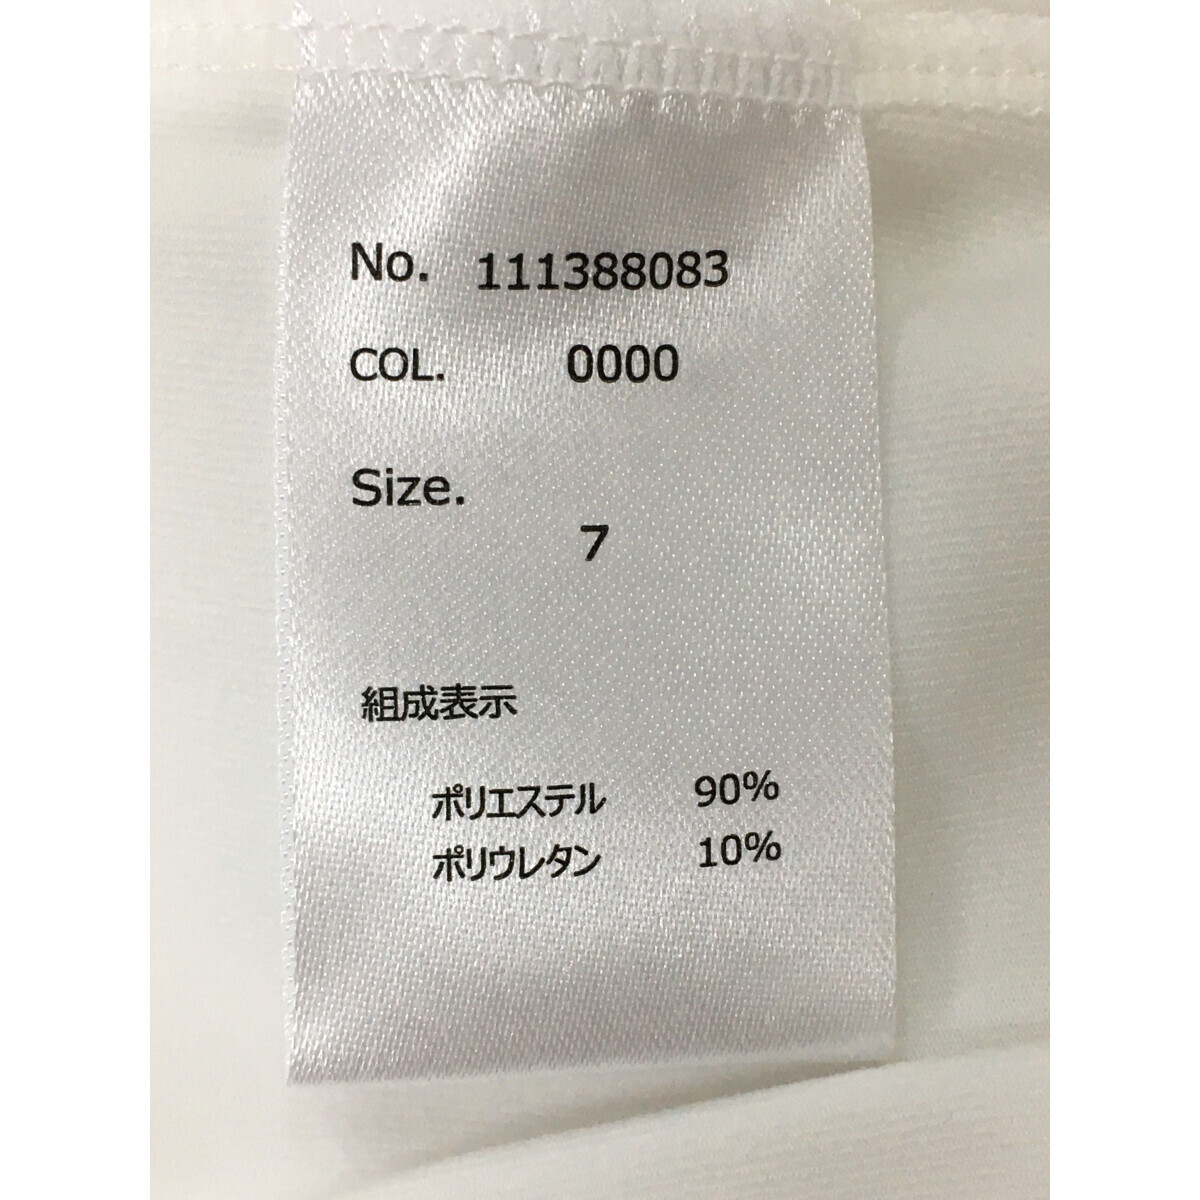 No. 111388083
COL. 0000
Size.
7
組成表示
ポリエステル 90%
ポリウレタン 10%